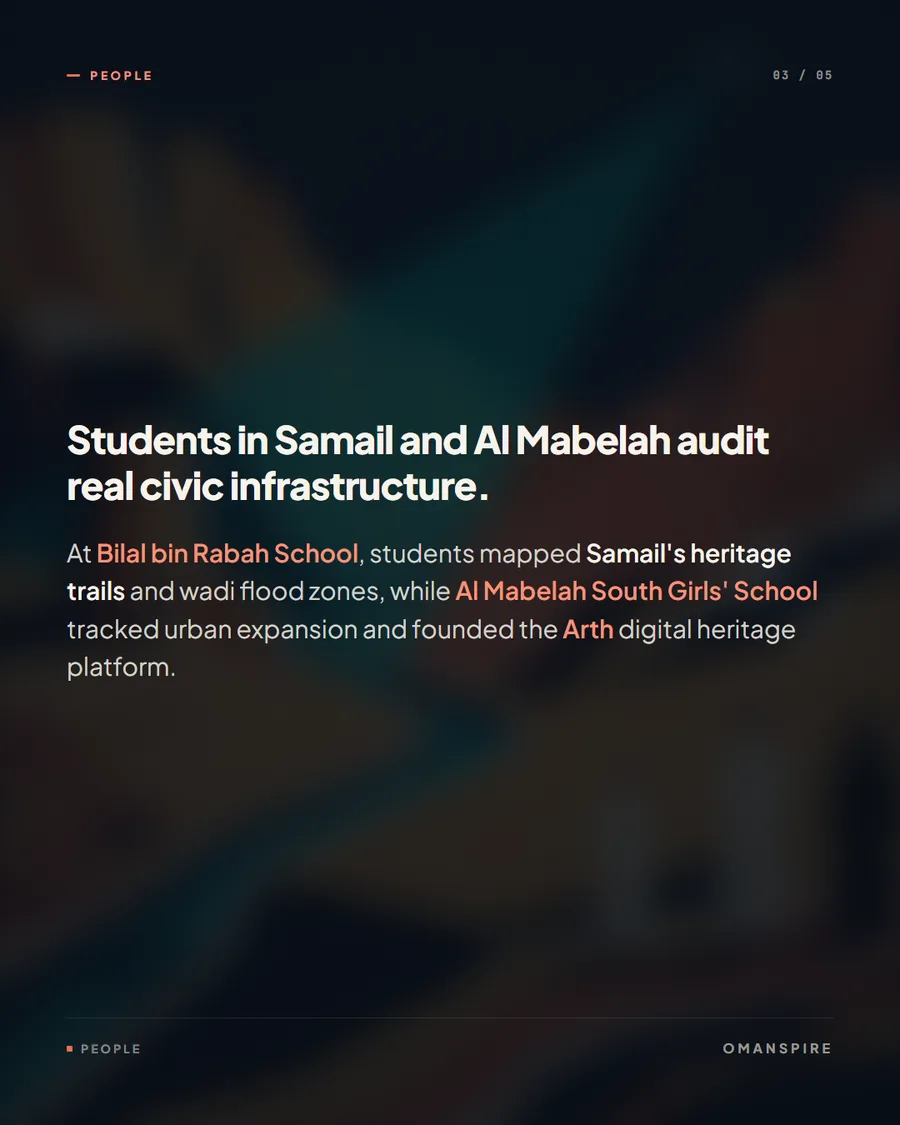 — PEOPLE
03 / 05
Students in Samail and Al Mabelah audit
real civic infrastructure.
At Bilal bin Rabah School, students mapped Samail's heritage
trails and wadi flood zones, while Al Mabelah South Girls' School
tracked urban expansion and founded the Arth digital heritage
platform.
PEOPLE
OMANSPIRE